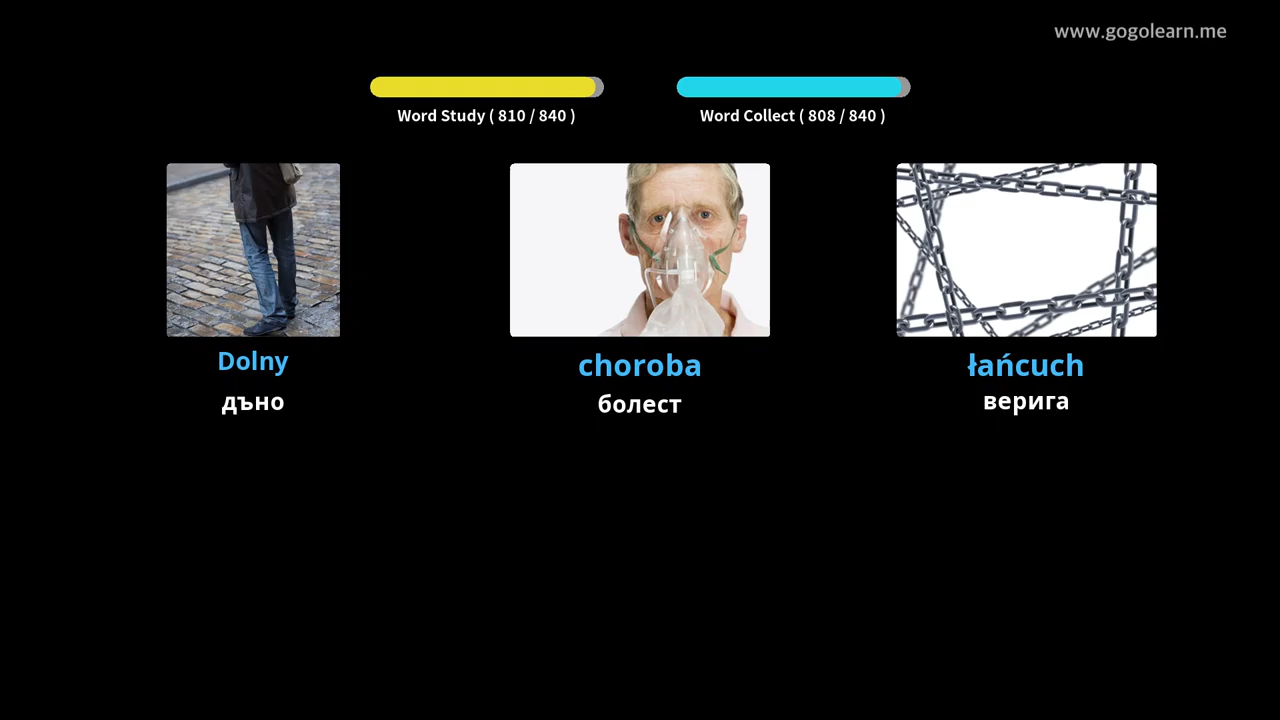 www.gogolearn.me
Word Study ( 810 / 840 )
Word Collect ( 808 / 840 )
Dolny
дъно
choroba
болест
łańcuch
верига